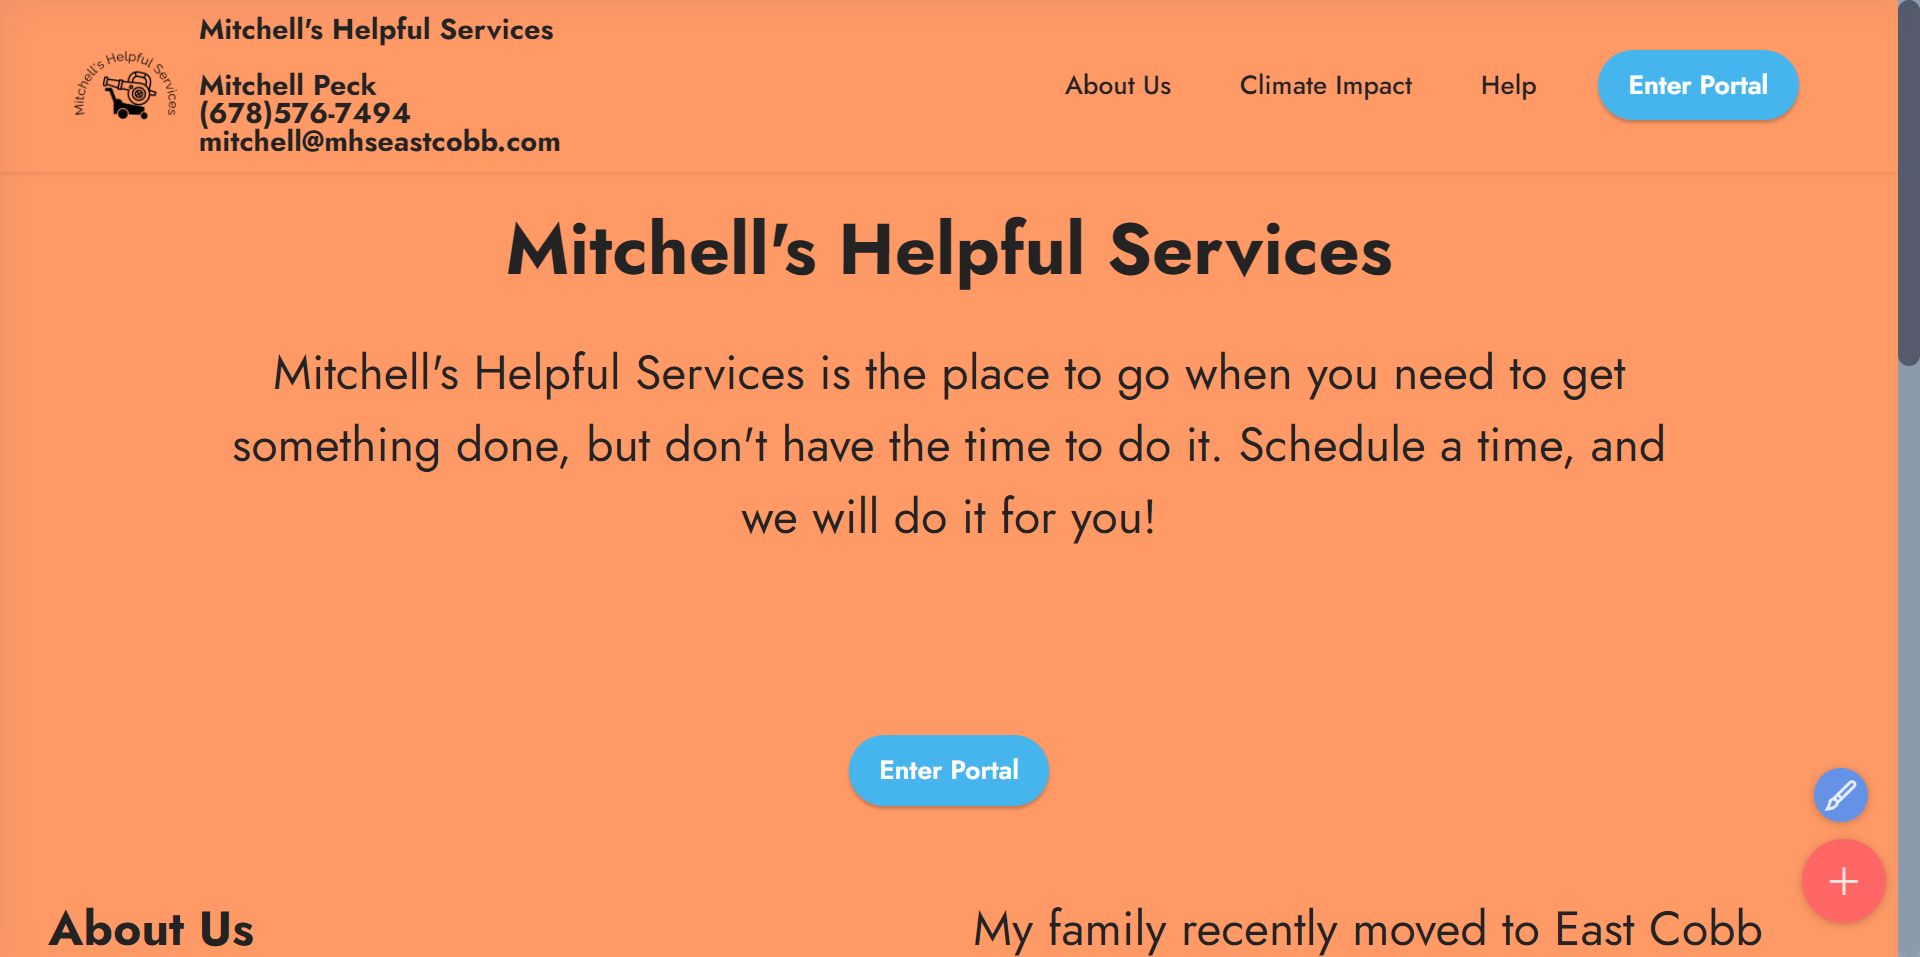 Mitchell's Helpful Services
Mitchell's Helpful Services
Mitchell Peck
(678)576-7494
mitchell@mhseastcobb.com
About Us
Climate Impact
Help
Enter Portal
Mitchell's Helpful Services
Mitchell's Helpful Services is the place to go when you need to get
something done, but don't have the time to do it. Schedule a time, and
we will do it for you!
Enter Portal
About Us
My family recently moved to East Cobb